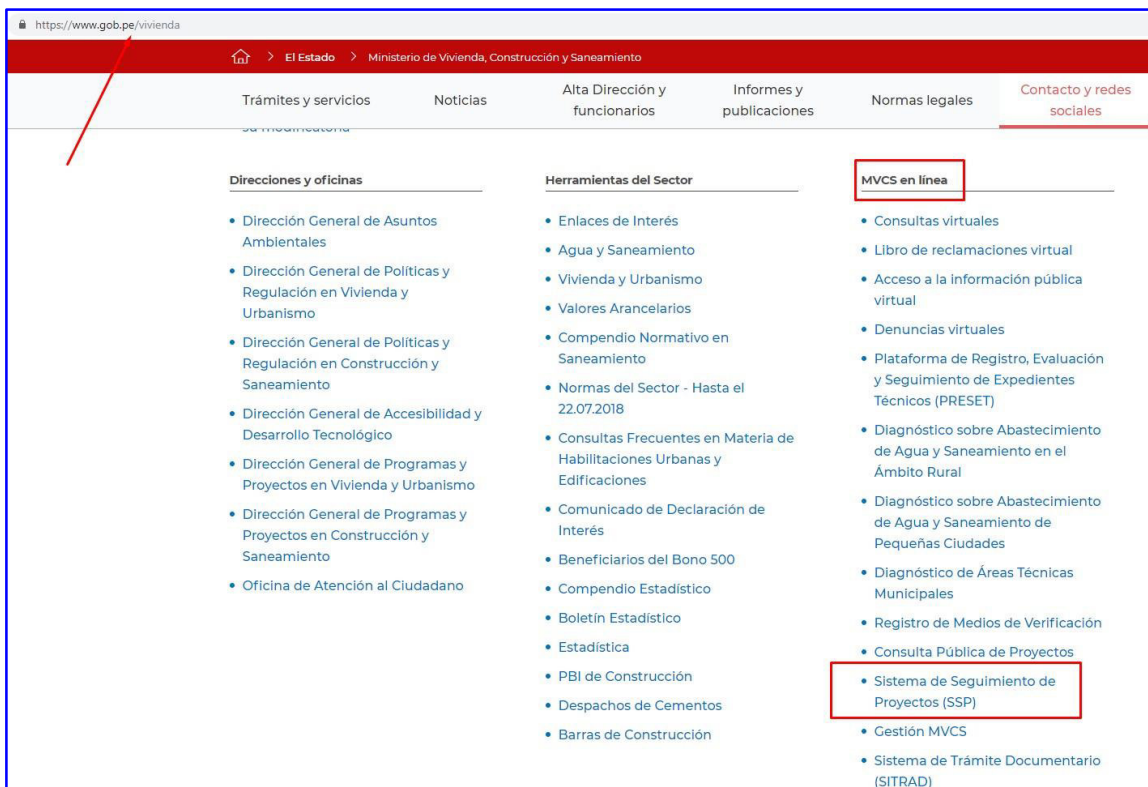 https://www.gob.pe/vivienda
El Estado > Ministerio de Vivienda, Construcción y Saneamiento
Trámites y servicios
Noticias
Alta Dirección y
funcionarios
Informes y
publicaciones
Normas legales
Contacto y redes
sociales
su modificatoria
Direcciones y oficinas
• Dirección General de Asuntos
Ambientales
• Dirección General de Políticas y
Regulación en Vivienda y
Urbanismo
• Dirección General de Políticas y
Regulación en Construcción y
Saneamiento
• Dirección General de Accesibilidad y
Desarrollo Tecnológico
• Dirección General de Programas y
Proyectos en Vivienda y Urbanismo
• Dirección General de Programas y
Proyectos en Construcción y
Saneamiento
• Oficina de Atención al Ciudadano
Herramientas del Sector
• Enlaces de Interés
• Agua y Saneamiento
• Vivienda y Urbanismo
• Valores Arancelarios
• Compendio Normativo en
Saneamiento
• Normas del Sector - Hasta el
22.07.2018
• Consultas Frecuentes en Materia de
Habilitaciones Urbanas y
Edificaciones
• Comunicado de Declaración de
Interés
• Beneficiarios del Bono 500
• Compendio Estadístico
• Boletín Estadístico
• Estadística
• PBI de Construcción
• Despachos de Cementos
• Barras de Construcción
MVCS en línea
• Consultas virtuales
• Libro de reclamaciones virtual
• Acceso a la información pública
virtual
• Denuncias virtuales
• Plataforma de Registro, Evaluación
y Seguimiento de Expedientes
Técnicos (PRESET)
• Diagnóstico sobre Abastecimiento
de Agua y Saneamiento en el
Ámbito Rural
• Diagnóstico sobre Abastecimiento
de Agua y Saneamiento de
Pequeñas Ciudades
• Diagnóstico de Áreas Técnicas
Municipales
• Registro de Medios de Verificación
• Consulta Pública de Proyectos
• Sistema de Seguimiento de
Proyectos (SSP)
• Gestión MVCS
• Sistema de Trámite Documentario
(SITRAD)